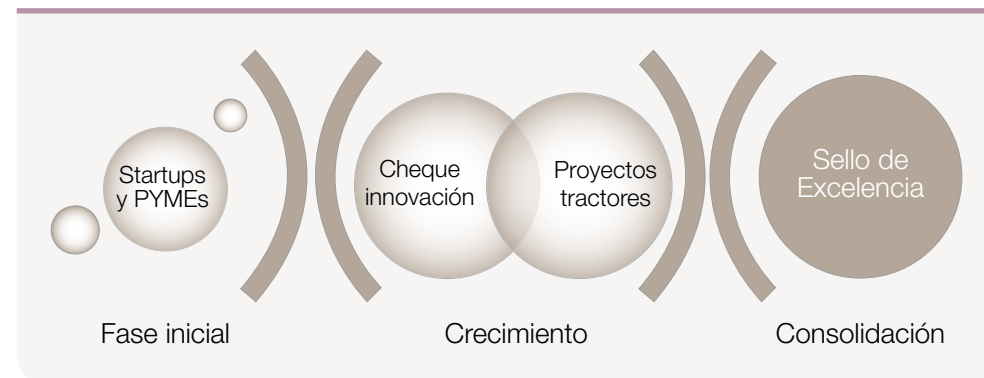 Startups
y PYMEs
Cheque
innovación
Proyectos
tractores
Sello de
Excelencia
Fase inicial
Crecimiento
Consolidación